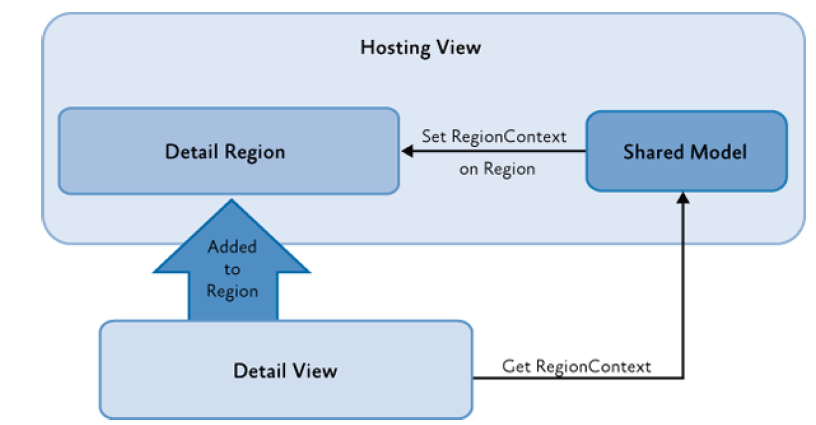 Hosting View
Detail Region
Set RegionContext
on Region
Shared Model
Added
to
Region
Detail View
Get RegionContext